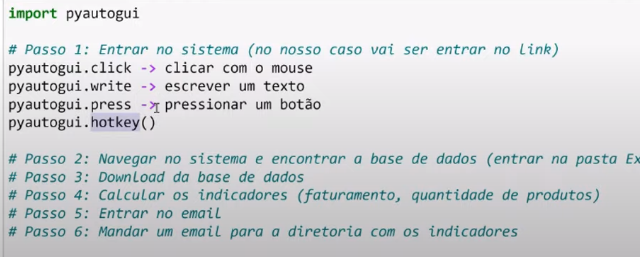 import pyautogui
# Passo 1: Entrar no sistema (no nosso caso vai ser entrar no link)
pyautogui.click -> clicar com o mouse
pyautogui.write -> escrever um texto
pyautogui.press -> pressionar um botão
pyautogui.hotkey()
# Passo 2: Navegar no sistema e encontrar a base de dados (entrar na pasta Ex
# Passo 3: Download da base de dados
# Passo 4: Calcular os indicadores (faturamento, quantidade de produtos)
# Passo 5: Entrar no email
# Passo 6: Mandar um email para a diretoria com os indicadores